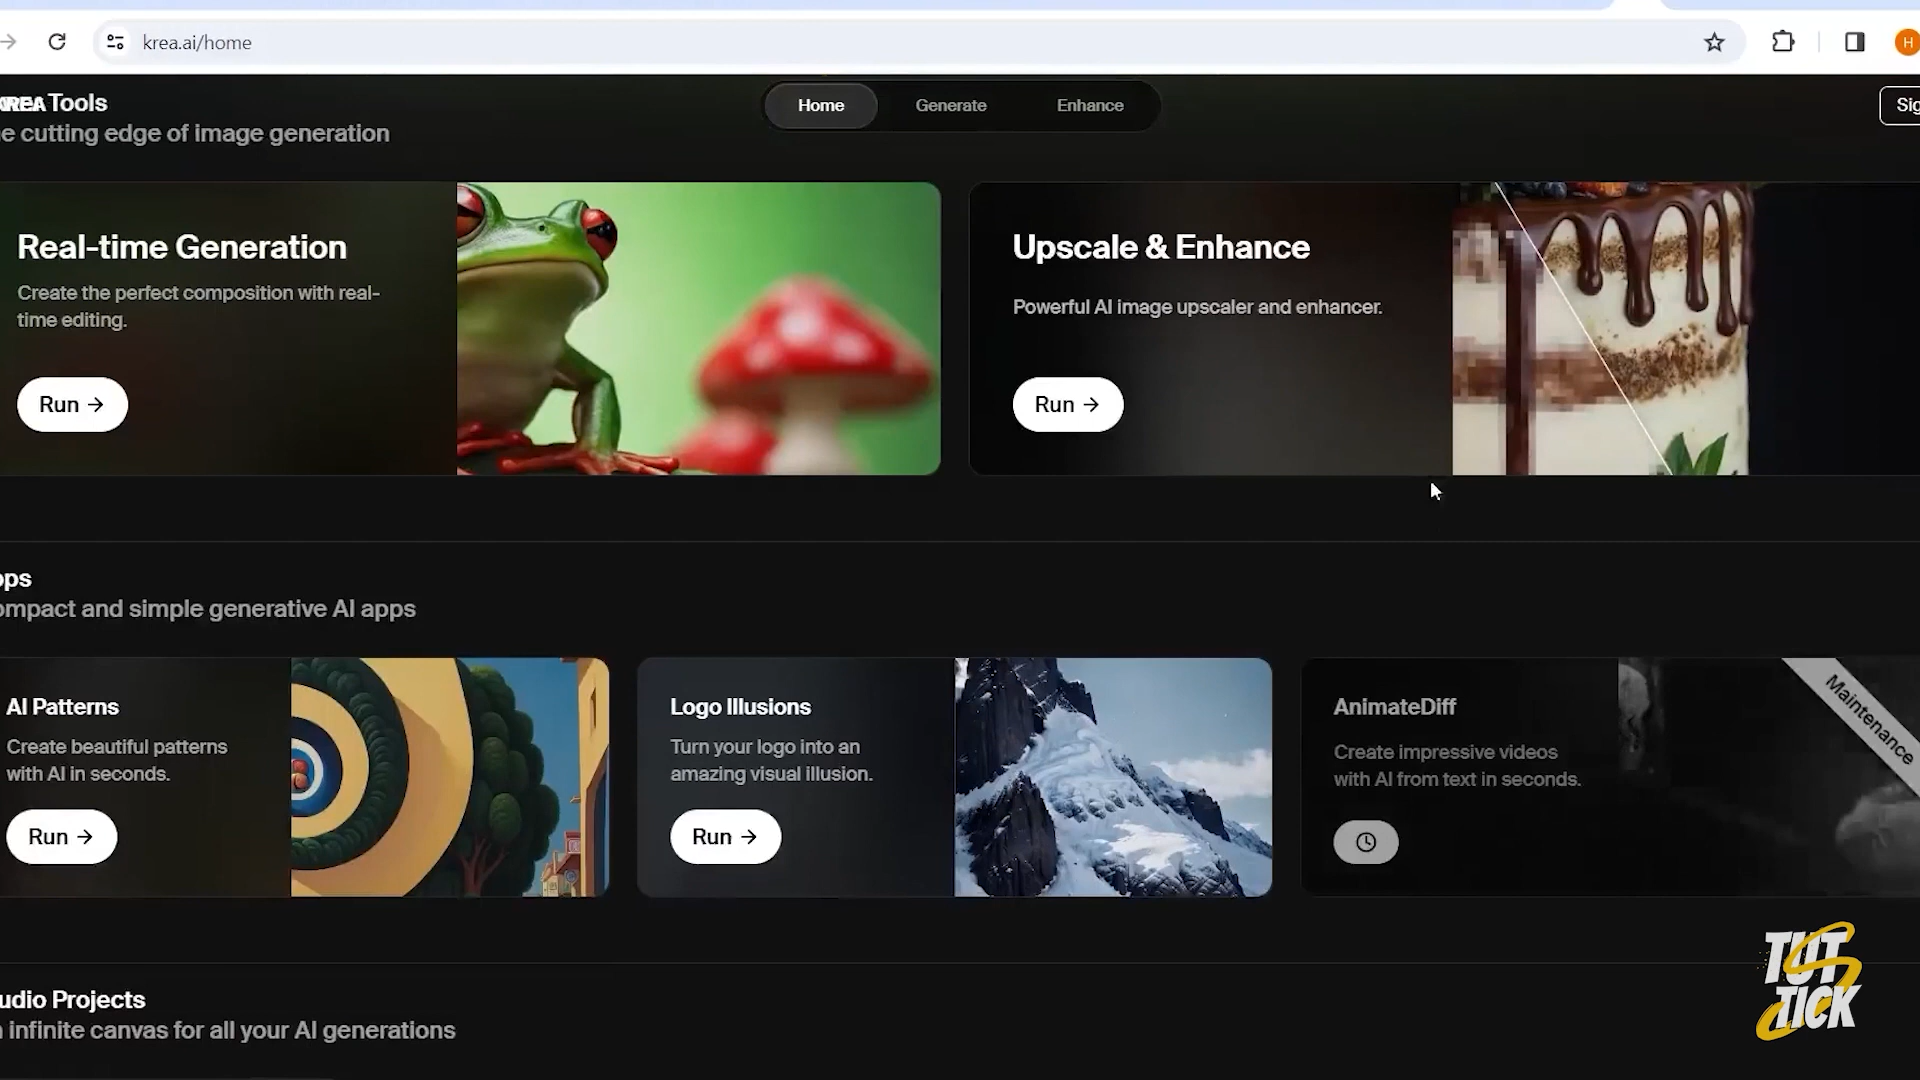 krea.ai/home
H
KREA
Tools
Home
Generate
Enhance
Sig
e cutting edge of image generation
Real-time Generation
Create the perfect composition with real-
time editing.
Run →
Upscale & Enhance
Powerful AI image upscaler and enhancer.
Run →
ops
ompact and simple generative AI apps
AI Patterns
Create beautiful patterns
with AI in seconds.
Run →
Logo Illusions
Turn your logo into an
amazing visual illusion.
Run →
AnimateDiff
Create impressive videos
with AI from text in seconds.
Maintenance
udio Projects
n infinite canvas for all your AI generations
TUT
TICK